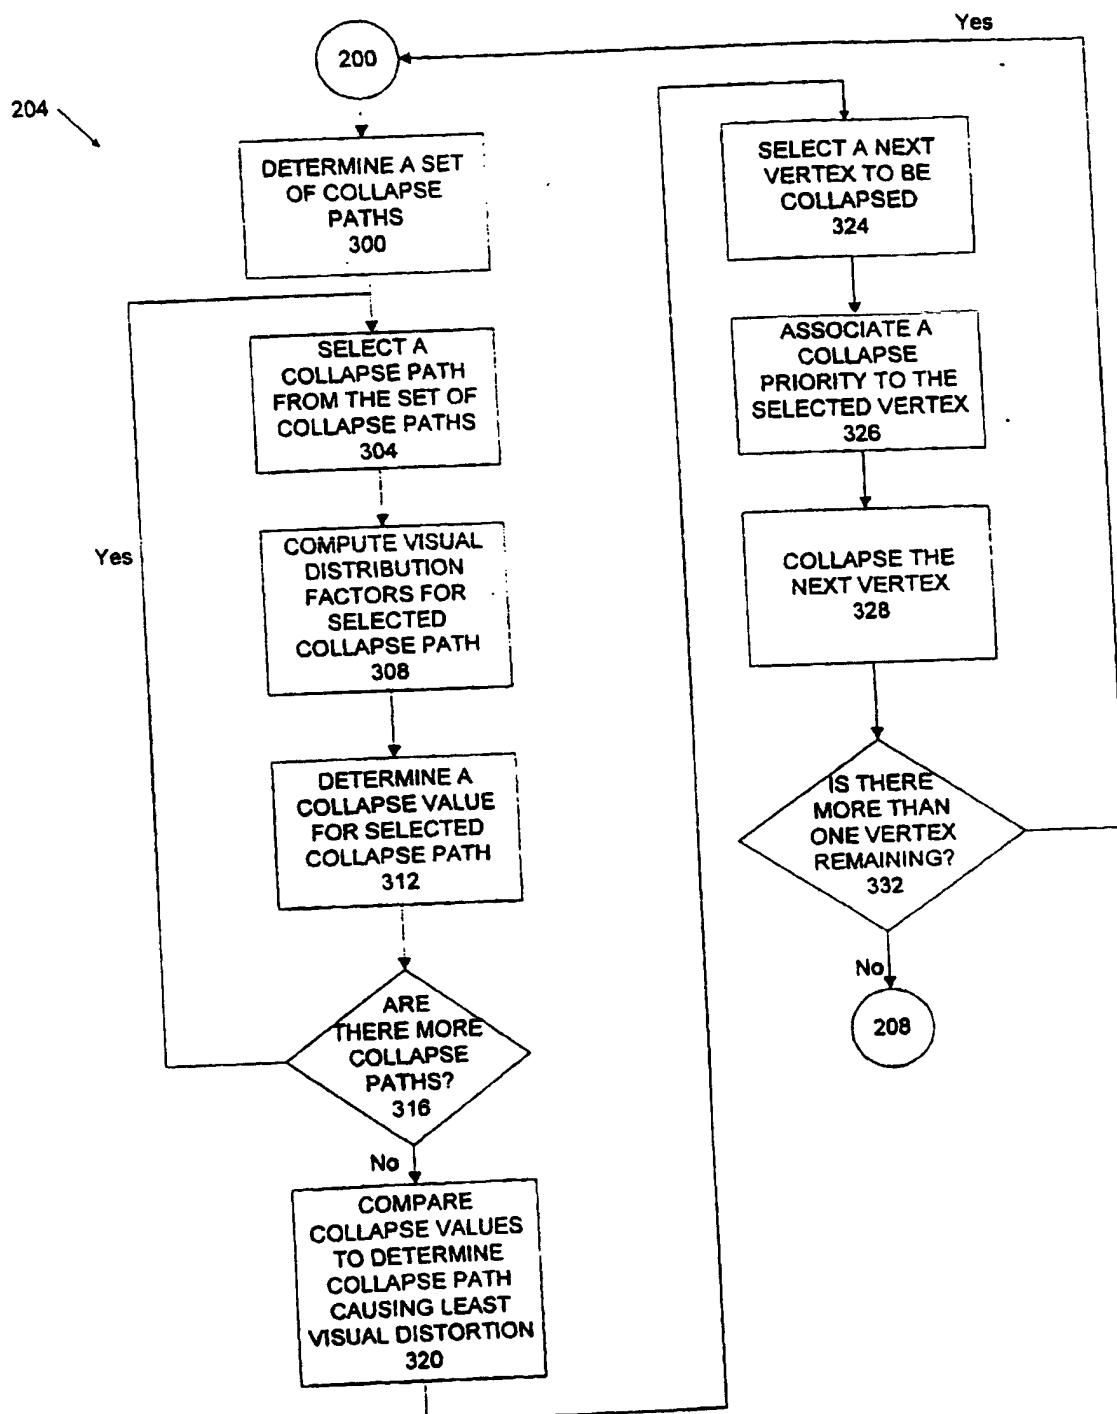 200
204
DETERMINE A SET
OF COLLAPSE
PATHS
300
SELECT A
COLLAPSE PATH
FROM THE SET OF
COLLAPSE PATHS
304
Yes
COMPUTE VISUAL
DISTRIBUTION
FACTORS FOR
SELECTED
COLLAPSE PATH
308
DETERMINE A
COLLAPSE VALUE
FOR SELECTED
COLLAPSE PATH
312
ARE
THERE MORE
COLLAPSE
PATHS?
316
No
COMPARE
COLLAPSE VALUES
TO DETERMINE
COLLAPSE PATH
CAUSING LEAST
VISUAL DISTORTION
320
Yes
SELECT A NEXT
VERTEX TO BE
COLLAPSED
324
ASSOCIATE A
COLLAPSE
PRIORITY TO THE
SELECTED VERTEX
326
COLLAPSE THE
NEXT VERTEX
328
IS THERE
MORE THAN
ONE VERTEX
REMAINING?
332
No
208